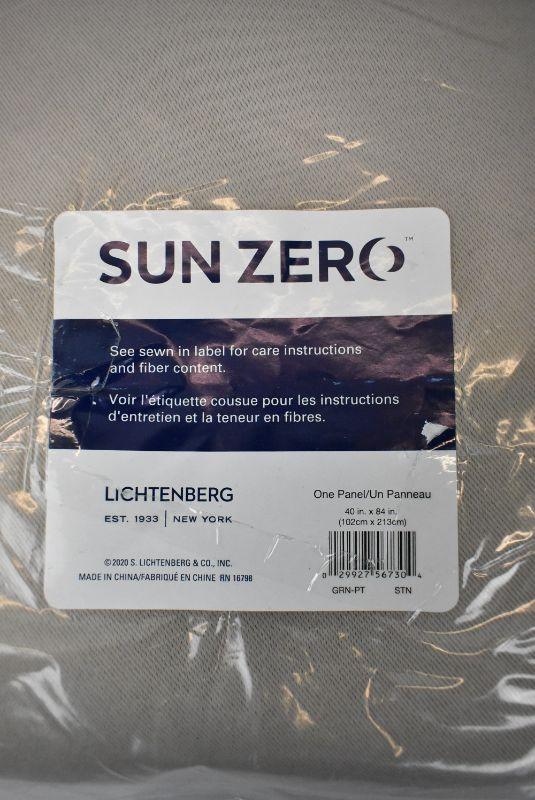 SUN ZERO™
See sewn in label for care instructions
and fiber content.
Voir l'étiquette cousue pour les instructions
d'entretien et la teneur en fibres.
LICHTENBERG
EST. 1933 | NEW YORK
One Panel/Un Panneau
40 in. x 84 in.
(102cm x 213cm)
©2020 S. LICHTENBERG & CO., INC.
MADE IN CHINA/FABRIQUÉ EN CHINE RN 16798
0 29927 56730 4
GRN-PT STN